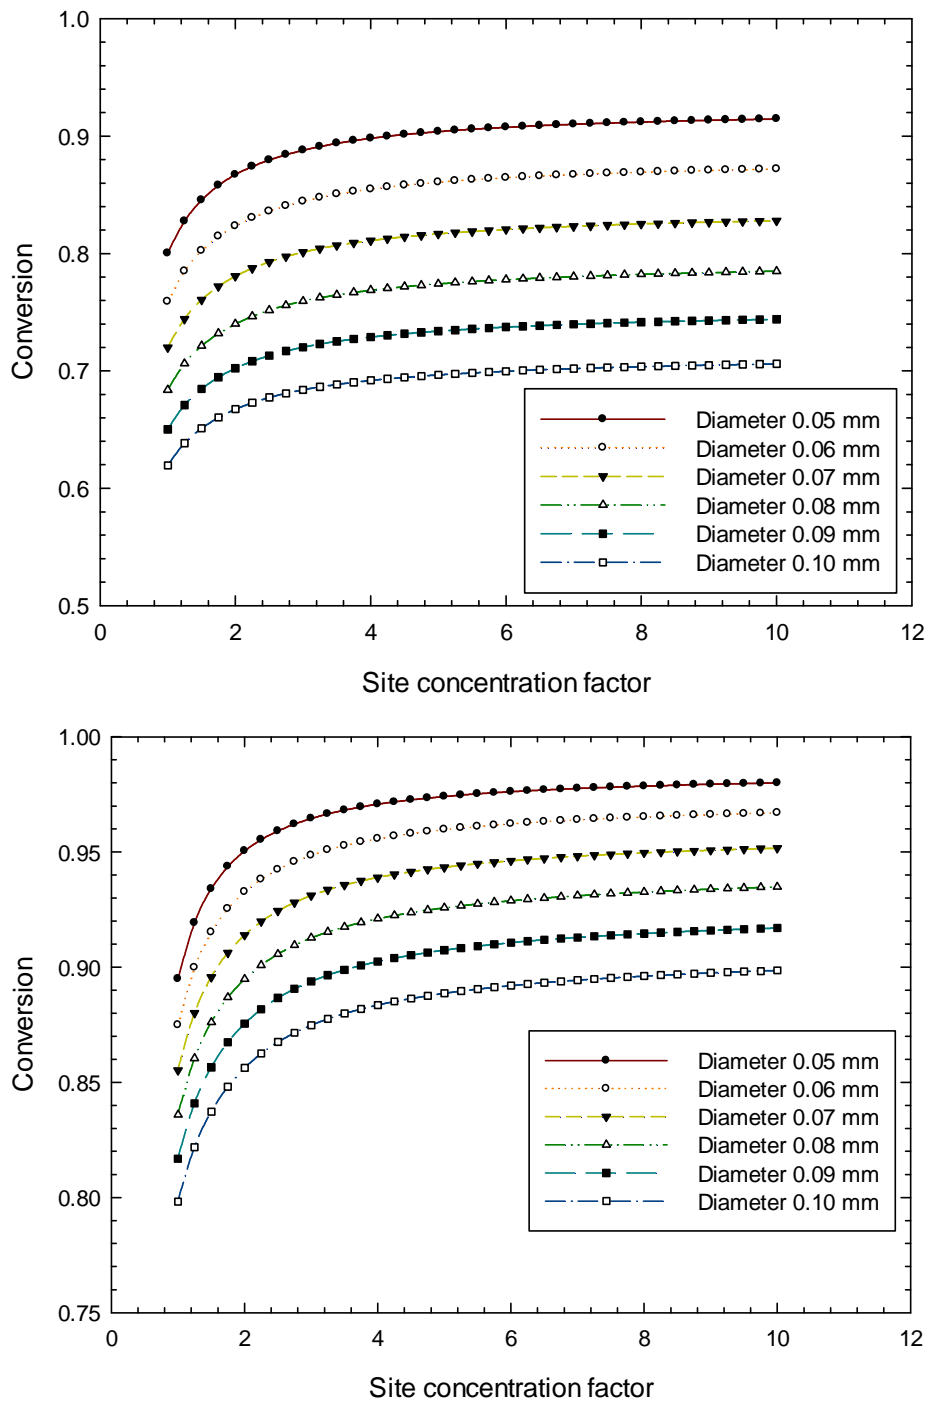 1.0
0.9
0.8
0.7
0.6
0.5
Conversion
Diameter 0.05 mm
Diameter 0.06 mm
Diameter 0.07 mm
Diameter 0.08 mm
Diameter 0.09 mm
Diameter 0.10 mm
0 2 4 6 8 10 12
Site concentration factor
1.00
0.95
0.90
0.85
0.80
0.75
Conversion
Diameter 0.05 mm
Diameter 0.06 mm
Diameter 0.07 mm
Diameter 0.08 mm
Diameter 0.09 mm
Diameter 0.10 mm
0 2 4 6 8 10 12
Site concentration factor